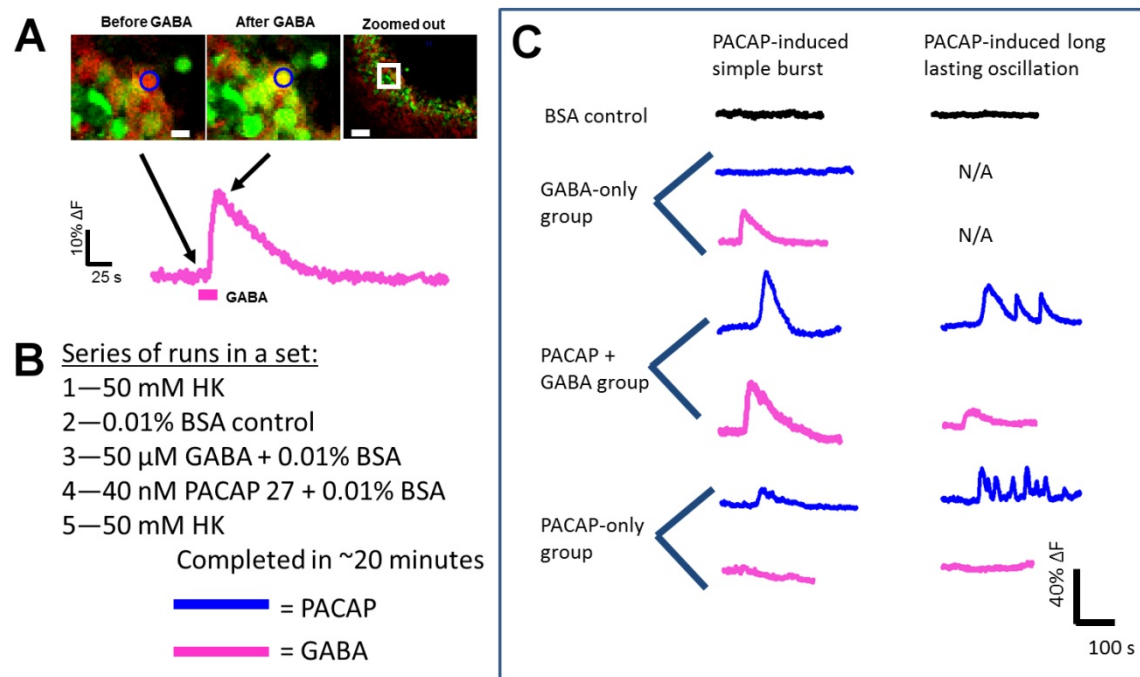 A
Before GABA
After GABA
Zoomed out
10% ΔF
25 s
GABA
B
Series of runs in a set:
1—50 mM HK
2—0.01% BSA control
3—50 µM GABA + 0.01% BSA
4—40 nM PACAP 27 + 0.01% BSA
5—50 mM HK
Completed in ~20 minutes
= PACAP
= GABA
C
PACAP-induced
simple burst
PACAP-induced long
lasting oscillation
BSA control
GABA-only
group
N/A
N/A
PACAP +
GABA group
PACAP-only
group
40% ΔF
100 s